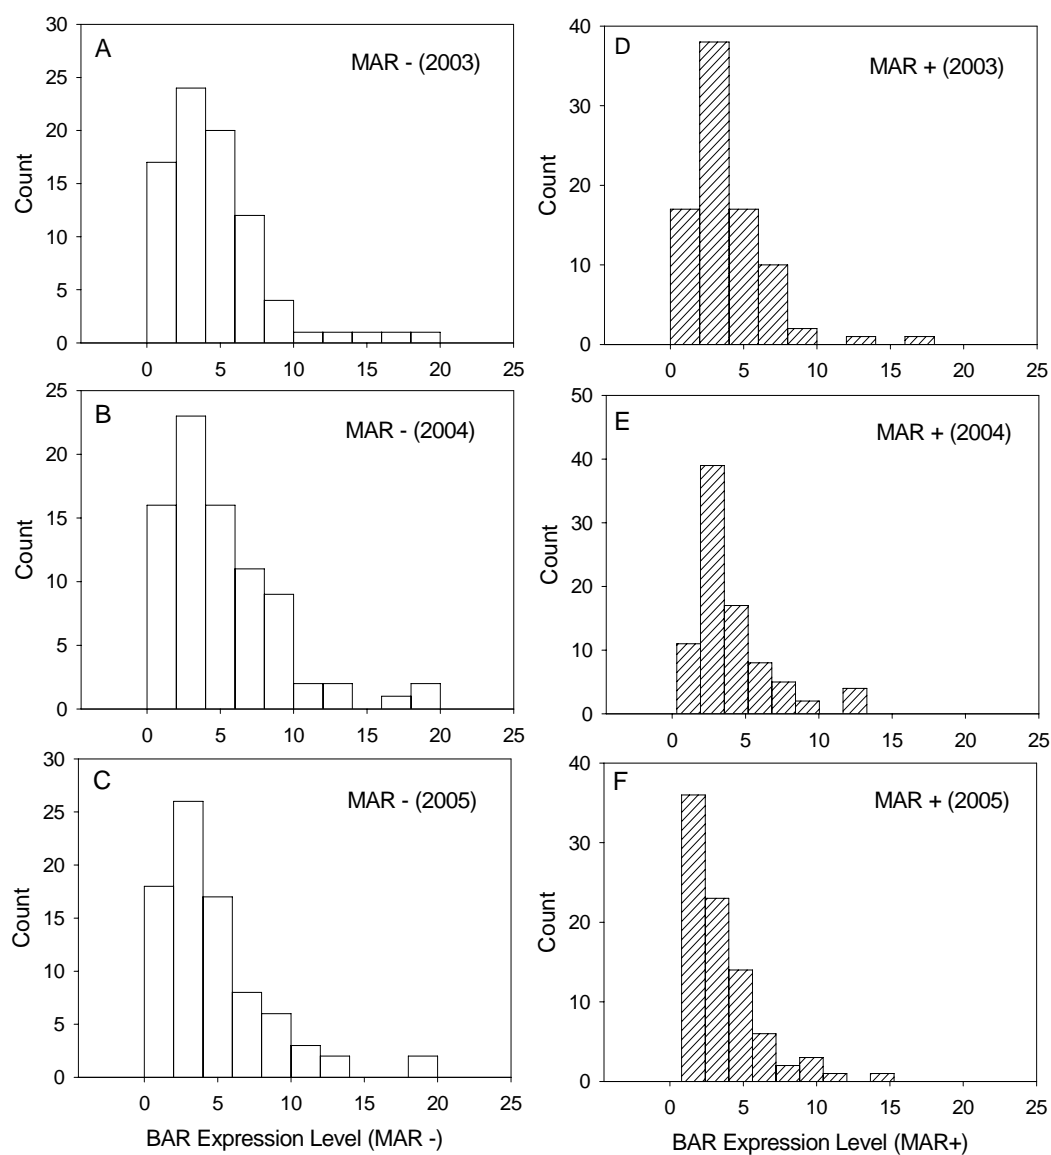 A
MAR - (2003)
Count
30
25
20
15
10
5
0
0 5 10 15 20 25
D
MAR + (2003)
Count
40
30
20
10
0
0 5 10 15 20 25
B
MAR - (2004)
Count
25
20
15
10
5
0
0 5 10 15 20 25
E
MAR + (2004)
Count
50
40
30
20
10
0
0 5 10 15 20 25
C
MAR - (2005)
Count
30
25
20
15
10
5
0
0 5 10 15 20 25
BAR Expression Level (MAR -)
F
MAR + (2005)
Count
40
30
20
10
0
0 5 10 15 20 25
BAR Expression Level (MAR+)